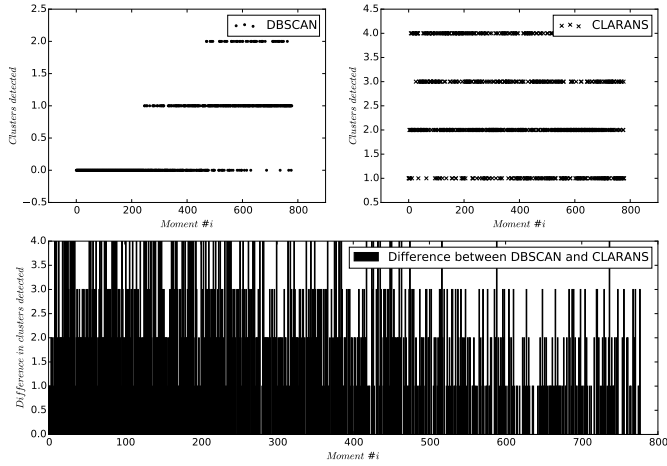 2.5
2.0
1.5
1.0
0.5
0.0
−0.5
Clusters detected
DBSCAN
0 200 400 600 800
Moment #i
4.5
4.0
3.5
3.0
2.5
2.0
1.5
1.0
0.5
Clusters detected
CLARANS
0 200 400 600 800
Moment #i
4.0
3.5
3.0
2.5
2.0
1.5
1.0
0.5
0.0
Difference in clusters detected
Difference between DBSCAN and CLARANS
0 100 200 300 400 500 600 700 800
Moment #i